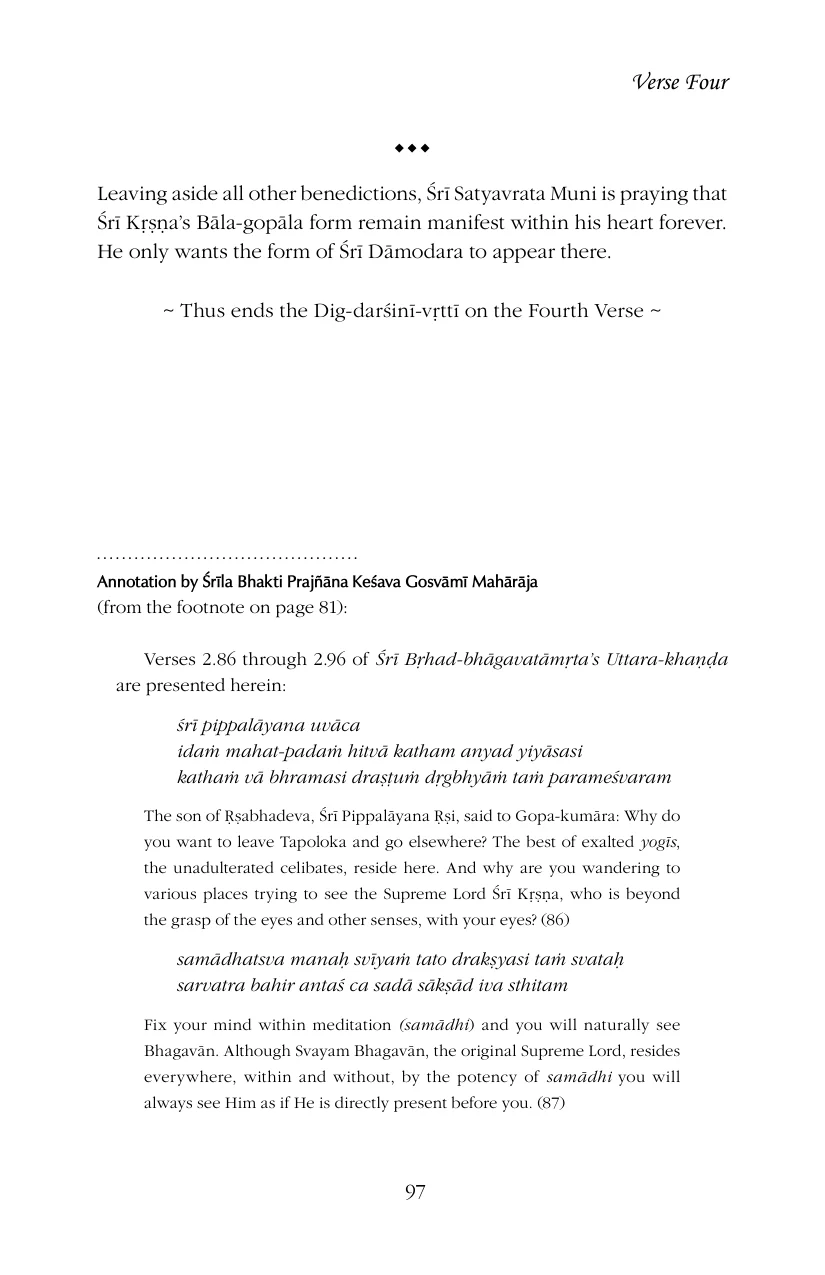 Verse Four
◆◆◆
Leaving aside all other benedictions, Śrī Satyavrata Muni is praying that
Śrī Kṛṣṇa’s Bāla-gopāla form remain manifest within his heart forever.
He only wants the form of Śrī Dāmodara to appear there.
~ Thus ends the Dig-darśinī-vṛttī on the Fourth Verse ~
..........................................
Annotation by Śrīla Bhakti Prajñāna Keśava Gosvāmī Mahārāja
(from the footnote on page 81):
Verses 2.86 through 2.96 of Śrī Bṛhad-bhāgavatāmṛta’s Uttara-khaṇḍa
are presented herein:
śrī pippalāyana uvāca
idaṁ mahat-padaṁ hitvā katham anyad yiyāsasi
kathaṁ vā bhramasi draṣṭuṁ dṛgbhyāṁ taṁ parameśvaram
The son of Ṛṣabhadeva, Śrī Pippalāyana Ṛṣi, said to Gopa-kumāra: Why do
you want to leave Tapoloka and go elsewhere? The best of exalted yogīs,
the unadulterated celibates, reside here. And why are you wandering to
various places trying to see the Supreme Lord Śrī Kṛṣṇa, who is beyond
the grasp of the eyes and other senses, with your eyes? (86)
samādhatsva manaḥ svīyaṁ tato drakṣyasi taṁ svataḥ
sarvatra bahir antaś ca sadā sākṣād iva sthitam
Fix your mind within meditation (samādhi) and you will naturally see
Bhagavān. Although Svayam Bhagavān, the original Supreme Lord, resides
everywhere, within and without, by the potency of samādhi you will
always see Him as if He is directly present before you. (87)
97